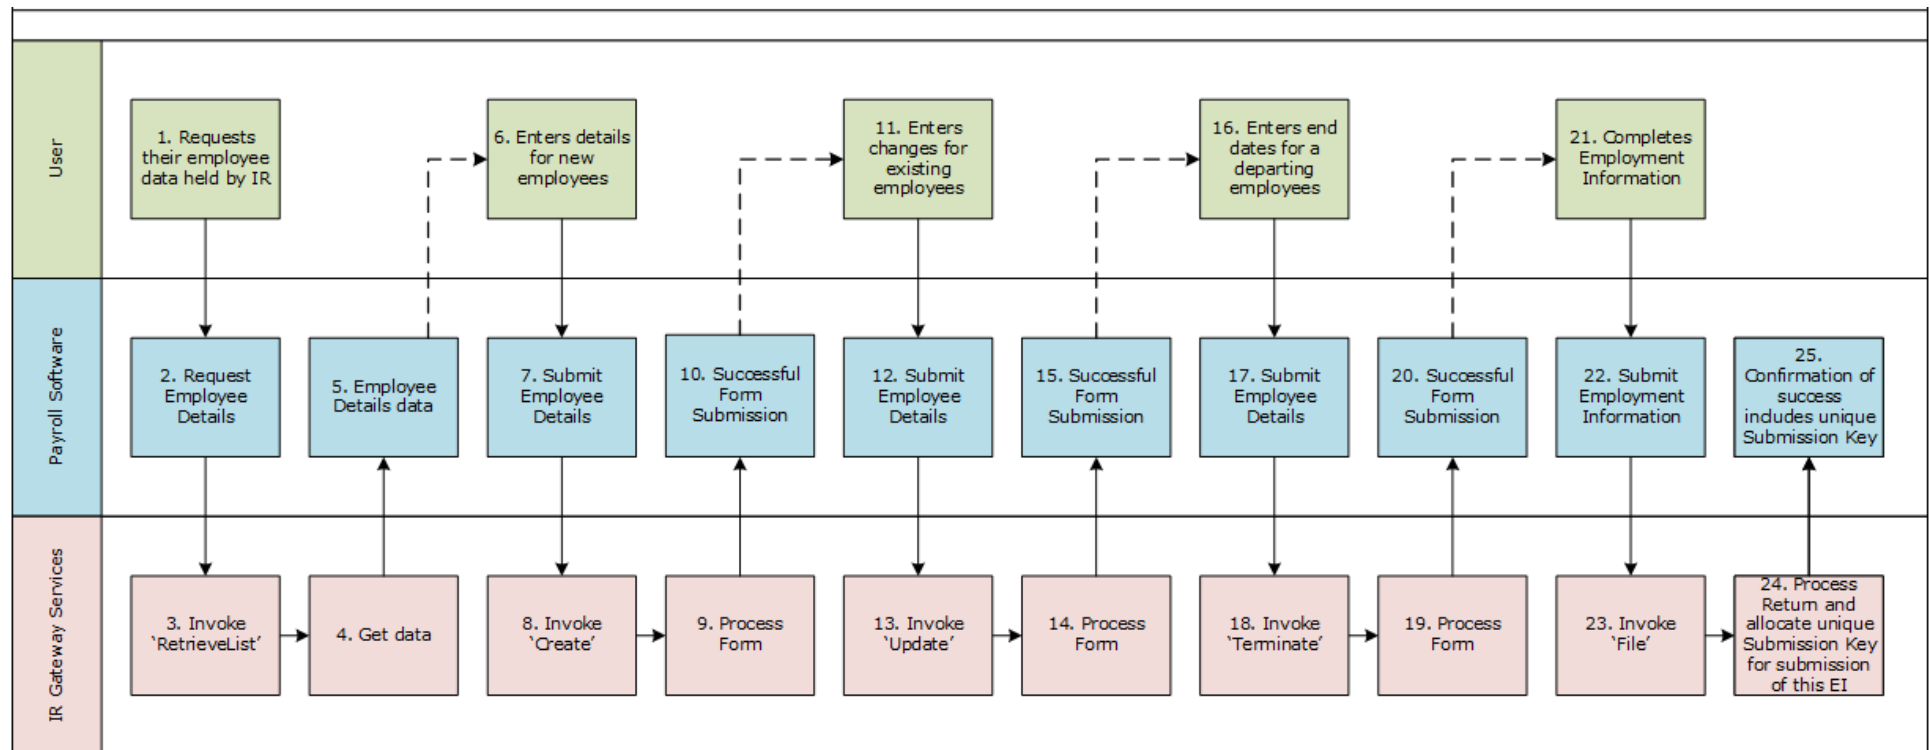 User
1. Requests
their employee
data held by IR
6. Enters details
for new
employees
11. Enters
changes for
existing
employees
16. Enters end
dates for a
departing
employees
21. Completes
Employment
Information
Payroll Software
2. Request
Employee
Details
5. Employee
Details data
7. Submit
Employee
Details
10. Successful
Form
Submission
12. Submit
Employee
Details
15. Successful
Form
Submission
17. Submit
Employee
Details
20. Successful
Form
Submission
22. Submit
Employment
Information
25.
Confirmation of
success
includes unique
Submission Key
IR Gateway Services
3. Invoke
‘RetrieveList’
4. Get data
8. Invoke
‘Create’
9. Process
Form
13. Invoke
‘Update’
14. Process
Form
18. Invoke
‘Terminate’
19. Process
Form
23. Invoke
‘File’
24. Process
Return and
allocate unique
Submission Key
for submission
of this EI